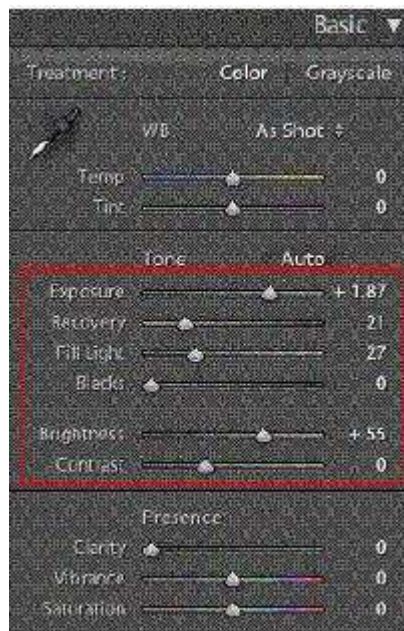 Basic
Treatment: Color Grayscale
WB As Shot
Temp 0
Tint 0
Tone Auto
Exposure + 1.87
Recovery 21
Fill Light 27
Blacks 0
Brightness + 55
Contrast 0
Presence
Clarity 0
Vibrance 0
Saturation 0